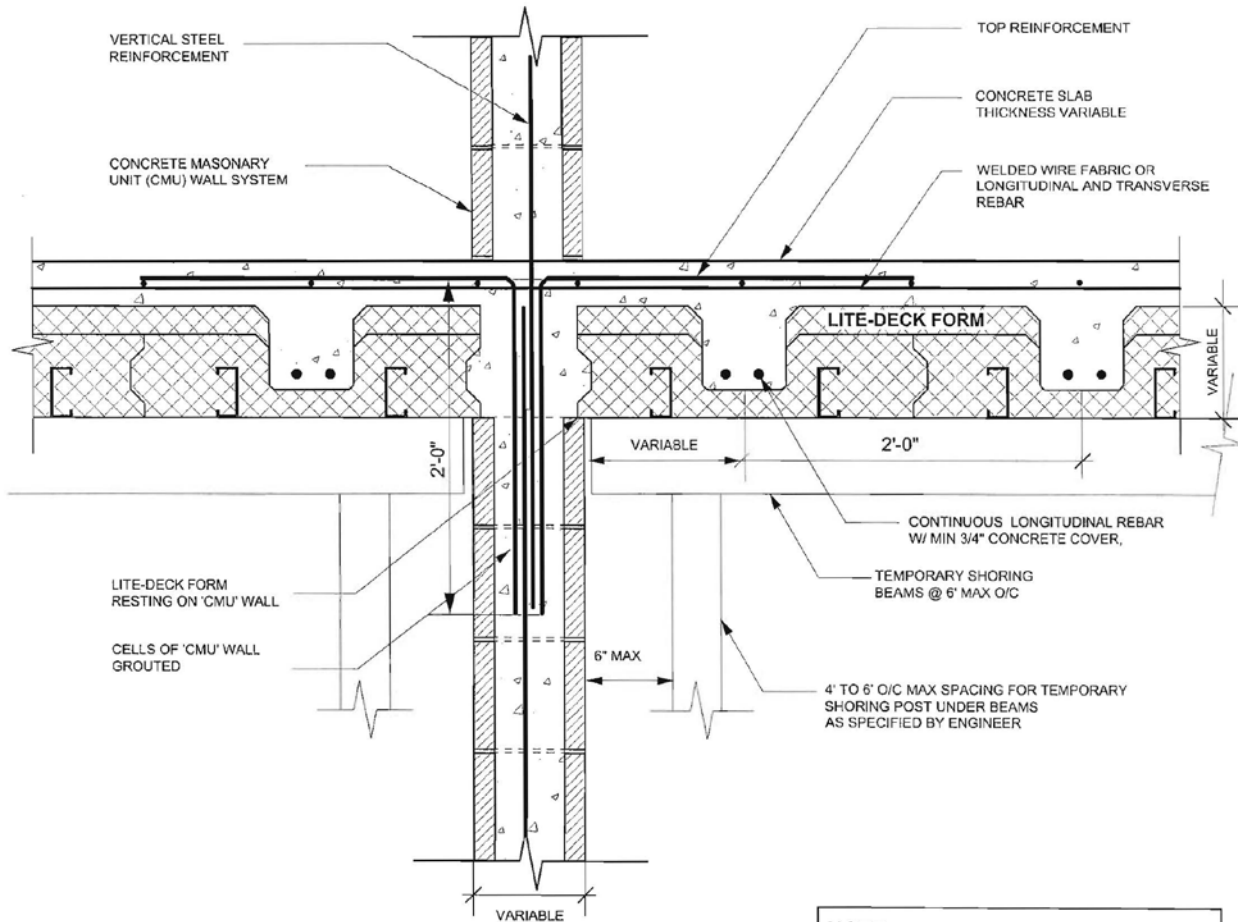 VERTICAL STEEL
REINFORCEMENT
TOP REINFORCEMENT
CONCRETE SLAB
THICKNESS VARIABLE
CONCRETE MASONARY
UNIT (CMU) WALL SYSTEM
WELDED WIRE FABRIC OR
LONGITUDINAL AND TRANSVERSE
REBAR
LITE-DECK FORM
VARIABLE
2'-0"
VARIABLE
2'-0"
CONTINUOUS LONGITUDINAL REBAR
W/ MIN 3/4" CONCRETE COVER,
TEMPORARY SHORING
BEAMS @ 6' MAX O/C
LITE-DECK FORM
RESTING ON 'CMU' WALL
CELLS OF 'CMU' WALL
GROUTED
6" MAX
4' TO 6' O/C MAX SPACING FOR TEMPORARY
SHORING POST UNDER BEAMS
AS SPECIFIED BY ENGINEER
VARIABLE